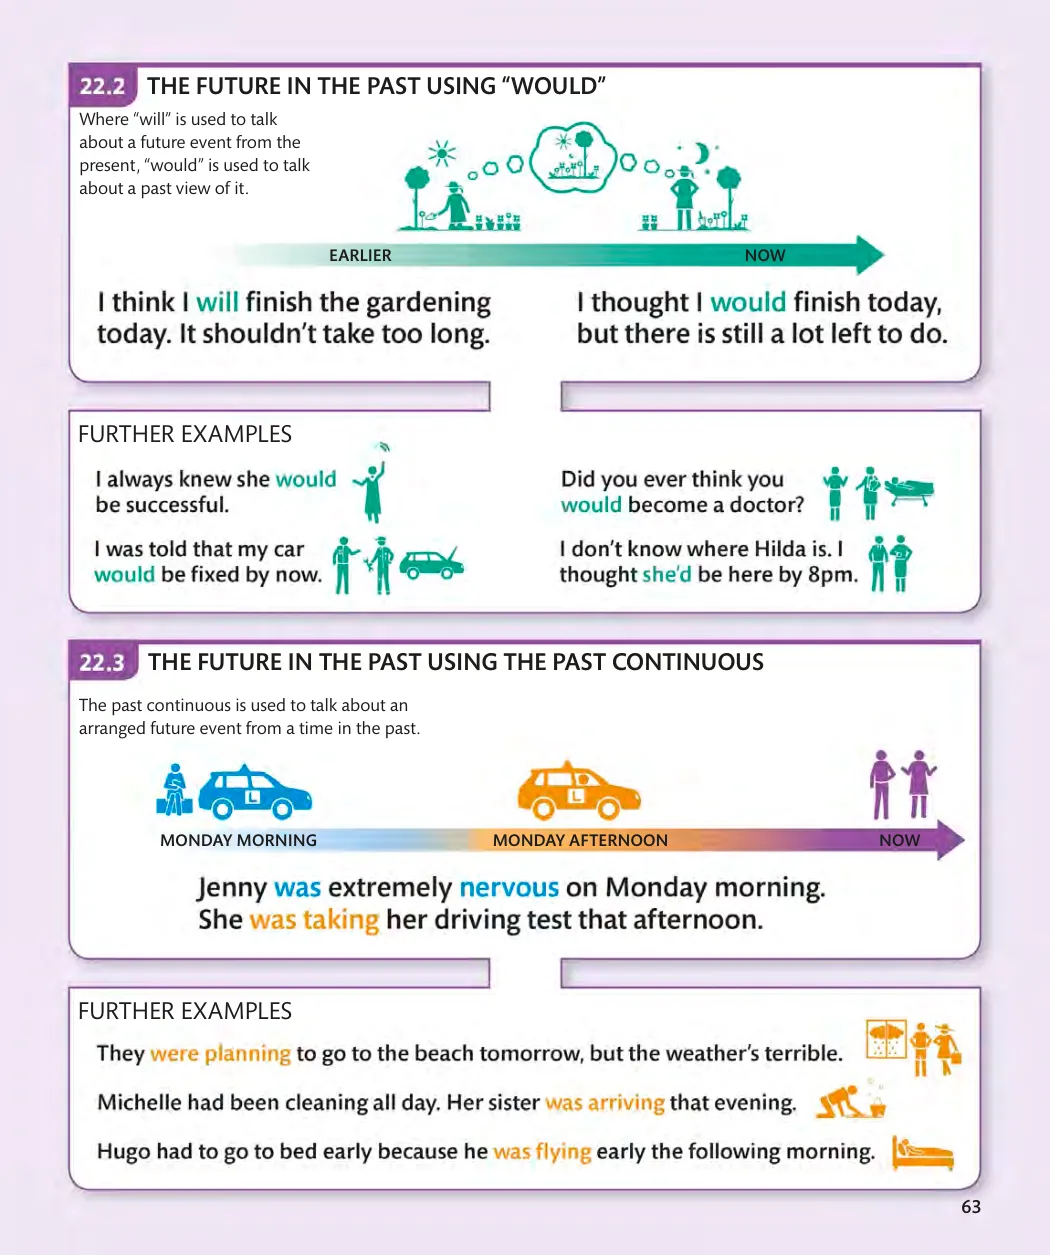 22.2 THE FUTURE IN THE PAST USING “WOULD”
Where “will” is used to talk
about a future event from the
present, “would” is used to talk
about a past view of it.
EARLIER
NOW
I think I will finish the gardening
today. It shouldn’t take too long.
I thought I would finish today,
but there is still a lot left to do.
FURTHER EXAMPLES
I always knew she would
be successful.
Did you ever think you
would become a doctor?
I was told that my car
would be fixed by now.
I don’t know where Hilda is. I
thought she’d be here by 8pm.
22.3 THE FUTURE IN THE PAST USING THE PAST CONTINUOUS
The past continuous is used to talk about an
arranged future event from a time in the past.
L
L
MONDAY MORNING
MONDAY AFTERNOON
NOW
Jenny was extremely nervous on Monday morning.
She was taking her driving test that afternoon.
FURTHER EXAMPLES
They were planning to go to the beach tomorrow, but the weather’s terrible.
Michelle had been cleaning all day. Her sister was arriving that evening.
Hugo had to go to bed early because he was flying early the following morning.
63